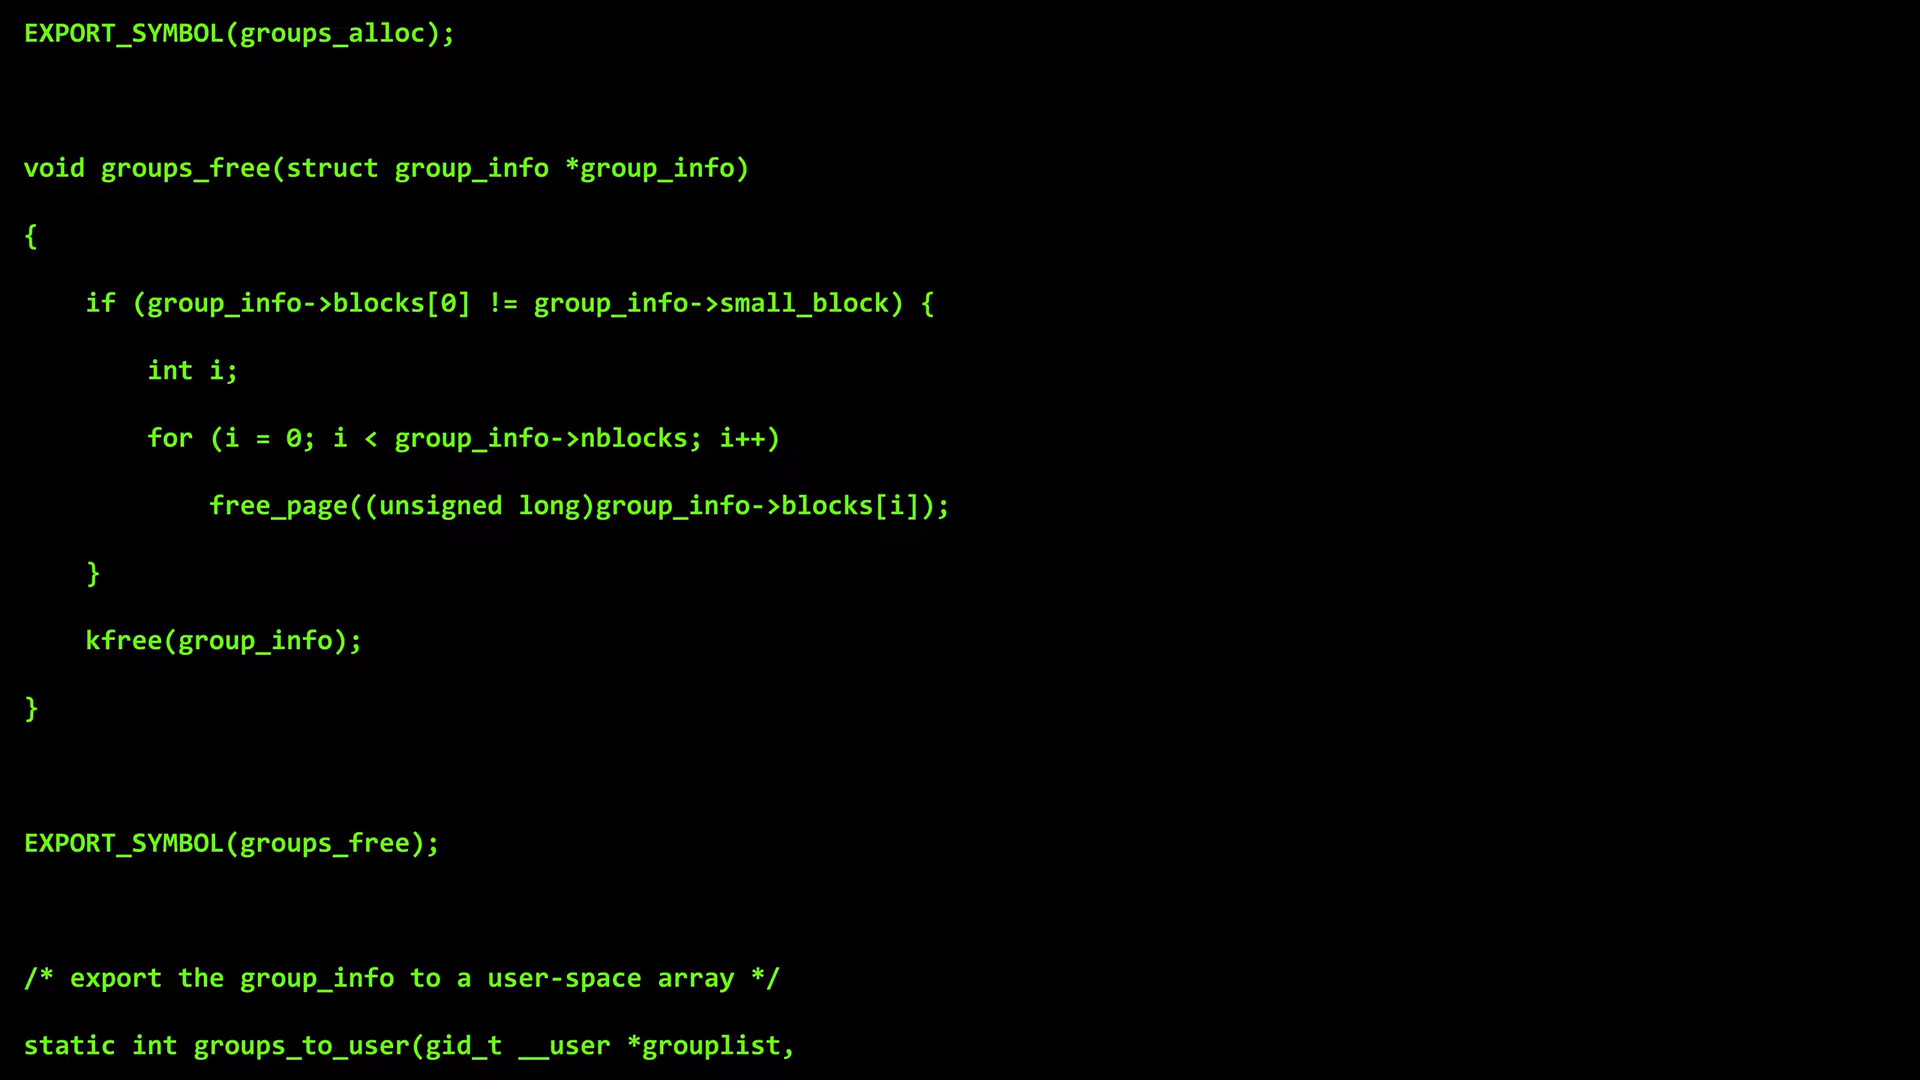 EXPORT_SYMBOL(groups_alloc);
void groups_free(struct group_info *group_info)
{
    if (group_info->blocks[0] != group_info->small_block) {
        int i;
        for (i = 0; i < group_info->nblocks; i++)
            free_page((unsigned long)group_info->blocks[i]);
    }
    kfree(group_info);
}
EXPORT_SYMBOL(groups_free);
/* export the group_info to a user-space array */
static int groups_to_user(gid_t __user *grouplist,